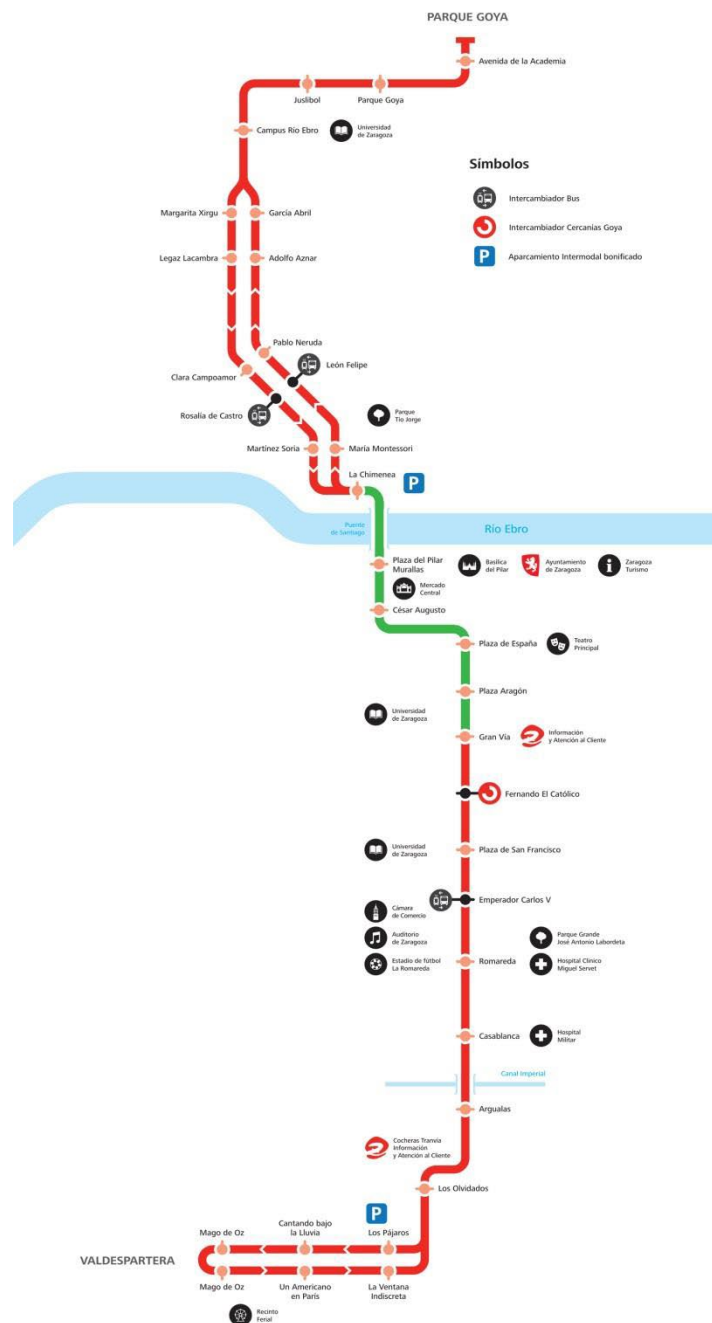 PARQUE GOYA
Avenida de la Academia
Juslibol
Parque Goya
Campus Río Ebro
Universidad
de Zaragoza
Símbolos
Intercambiador Bus
Intercambiador Cercanías Goya
P
Aparcamiento Intermodal bonificado
Margarita Xirgu
García Abril
Legaz Lacambra
Adolfo Aznar
Pablo Neruda
León Felipe
Clara Campoamor
Rosalía de Castro
Parque
Tío Jorge
Martínez Soria
María Montessori
La Chimenea
P
Puente
de Santiago
Río Ebro
Plaza del Pilar
Murallas
Basílica
del Pilar
Ayuntamiento
de Zaragoza
Zaragoza
Turismo
Mercado
Central
César Augusto
Plaza de España
Teatro
Principal
Plaza Aragón
Universidad
de Zaragoza
Gran Vía
Información
y Atención al Cliente
Fernando El Católico
Universidad
de Zaragoza
Plaza de San Francisco
Emperador Carlos V
Cámara
de Comercio
Auditorio
de Zaragoza
Parque Grande
José Antonio Labordeta
Estadio de fútbol
La Romareda
Romareda
Hospital Clínico
Miguel Servet
Casablanca
Hospital
Militar
Canal Imperial
Argualas
Cocheras Tranvía
Información
y Atención al Cliente
Los Olvidados
P
Mago de Oz
Cantando bajo
la Lluvia
Los Pájaros
VALDESPARTERA
Mago de Oz
Un Americano
en París
La Ventana
Indiscreta
Recinto
Ferial